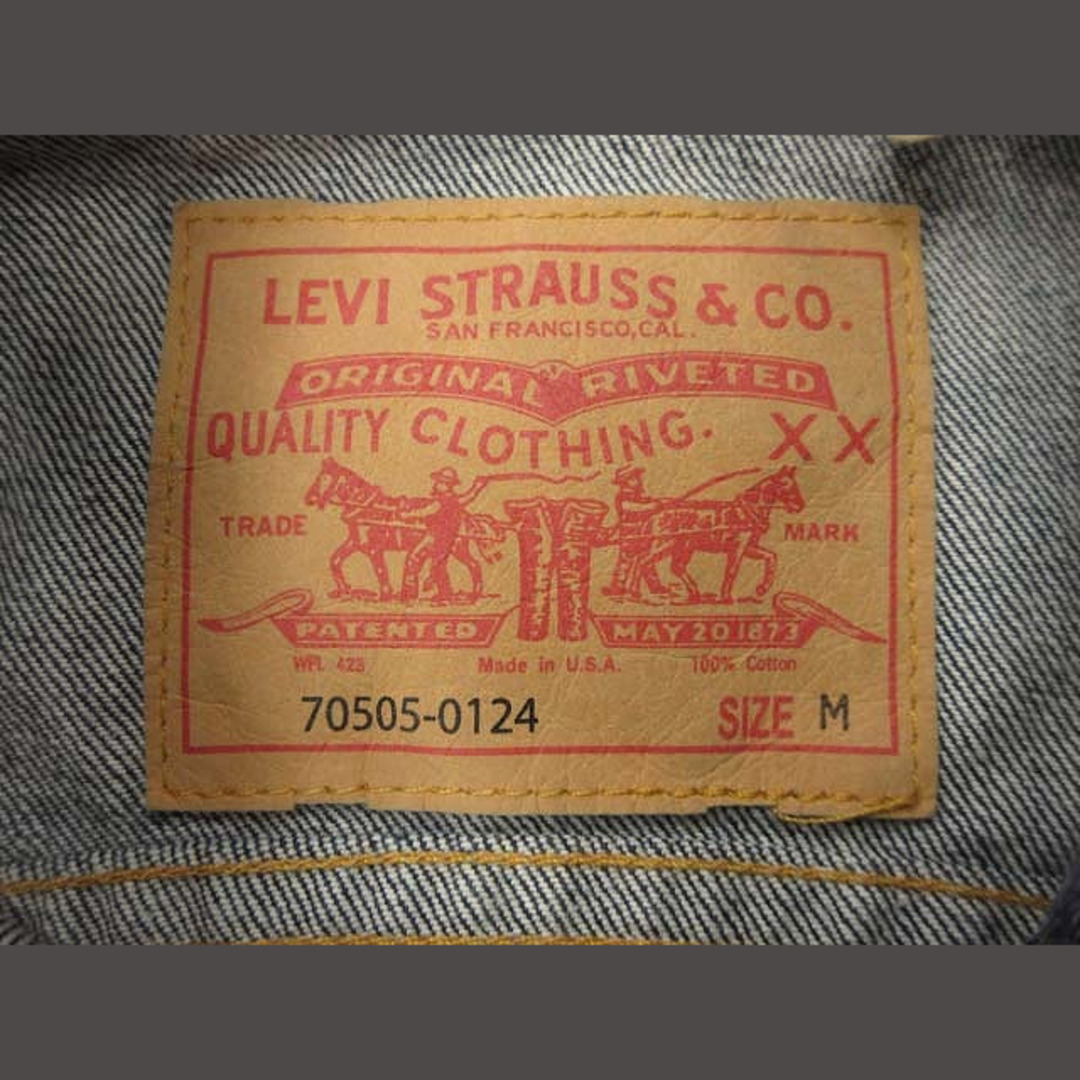 LEVI STRAUSS & CO.
SAN FRANCISCO, CAL.
ORIGINAL RIVETED
QUALITY CLOTHING. XX
TRADE MARK
PATENTED MAY 20 1873
WPL 423 Made in U.S.A. 100% Cotton
70505-0124 SIZE M